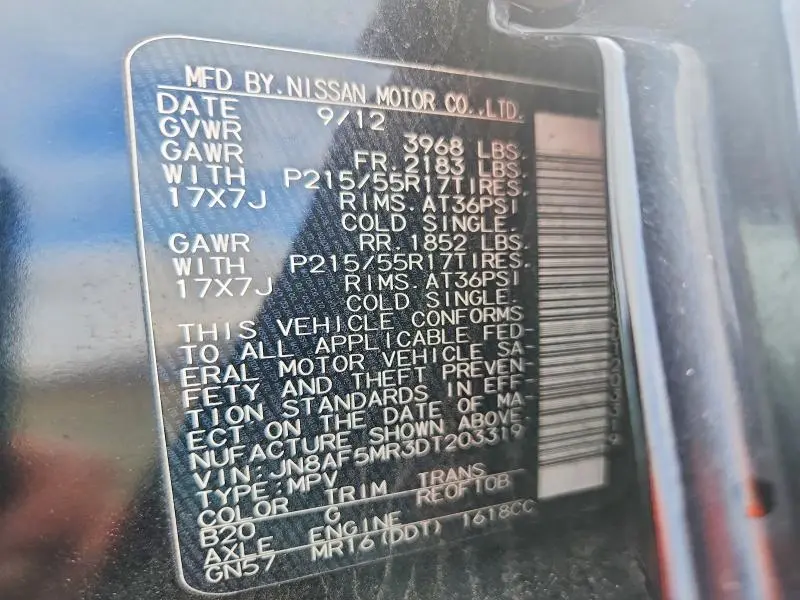 MFD BY. NISSAN MOTOR CO., LTD.
DATE 9/12
GVWR 3968 LBS.
GAWR FR. 2183 LBS.
WITH P215/55R17TIRES.
17X7J RIMS. AT36PSI
COLD SINGLE.
GAWR RR. 1852 LBS.
WITH P215/55R17TIRES.
17X7J RIMS. AT36PSI
COLD SINGLE.
THIS VEHICLE CONFORMS
TO ALL APPLICABLE FED-
ERAL MOTOR VEHICLE SA-
FETY AND THEFT PREVEN-
TION STANDARDS IN EFF-
ECT ON THE DATE OF MA-
NUFACTURE SHOWN ABOVE.
VIN: JN8AF5MR3DT203319
TYPE: MPV
COLOR TRIM TRANS
B20 G RE0F10B
AXLE ENGINE
GN57 MR16 (DDT) 1618CC